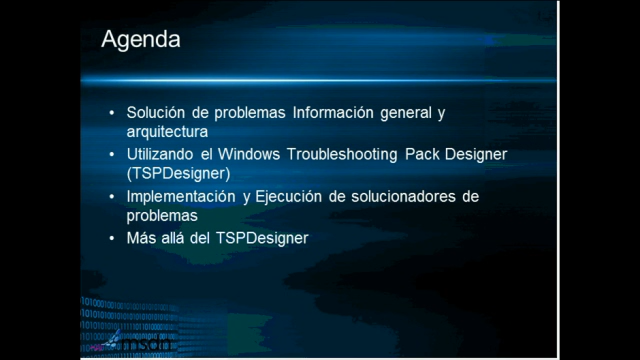 Agenda
• Solución de problemas Información general y
arquitectura
• Utilizando el Windows Troubleshooting Pack Designer
(TSPDesigner)
• Implementación y Ejecución de solucionadores de
problemas
• Más allá del TSPDesigner